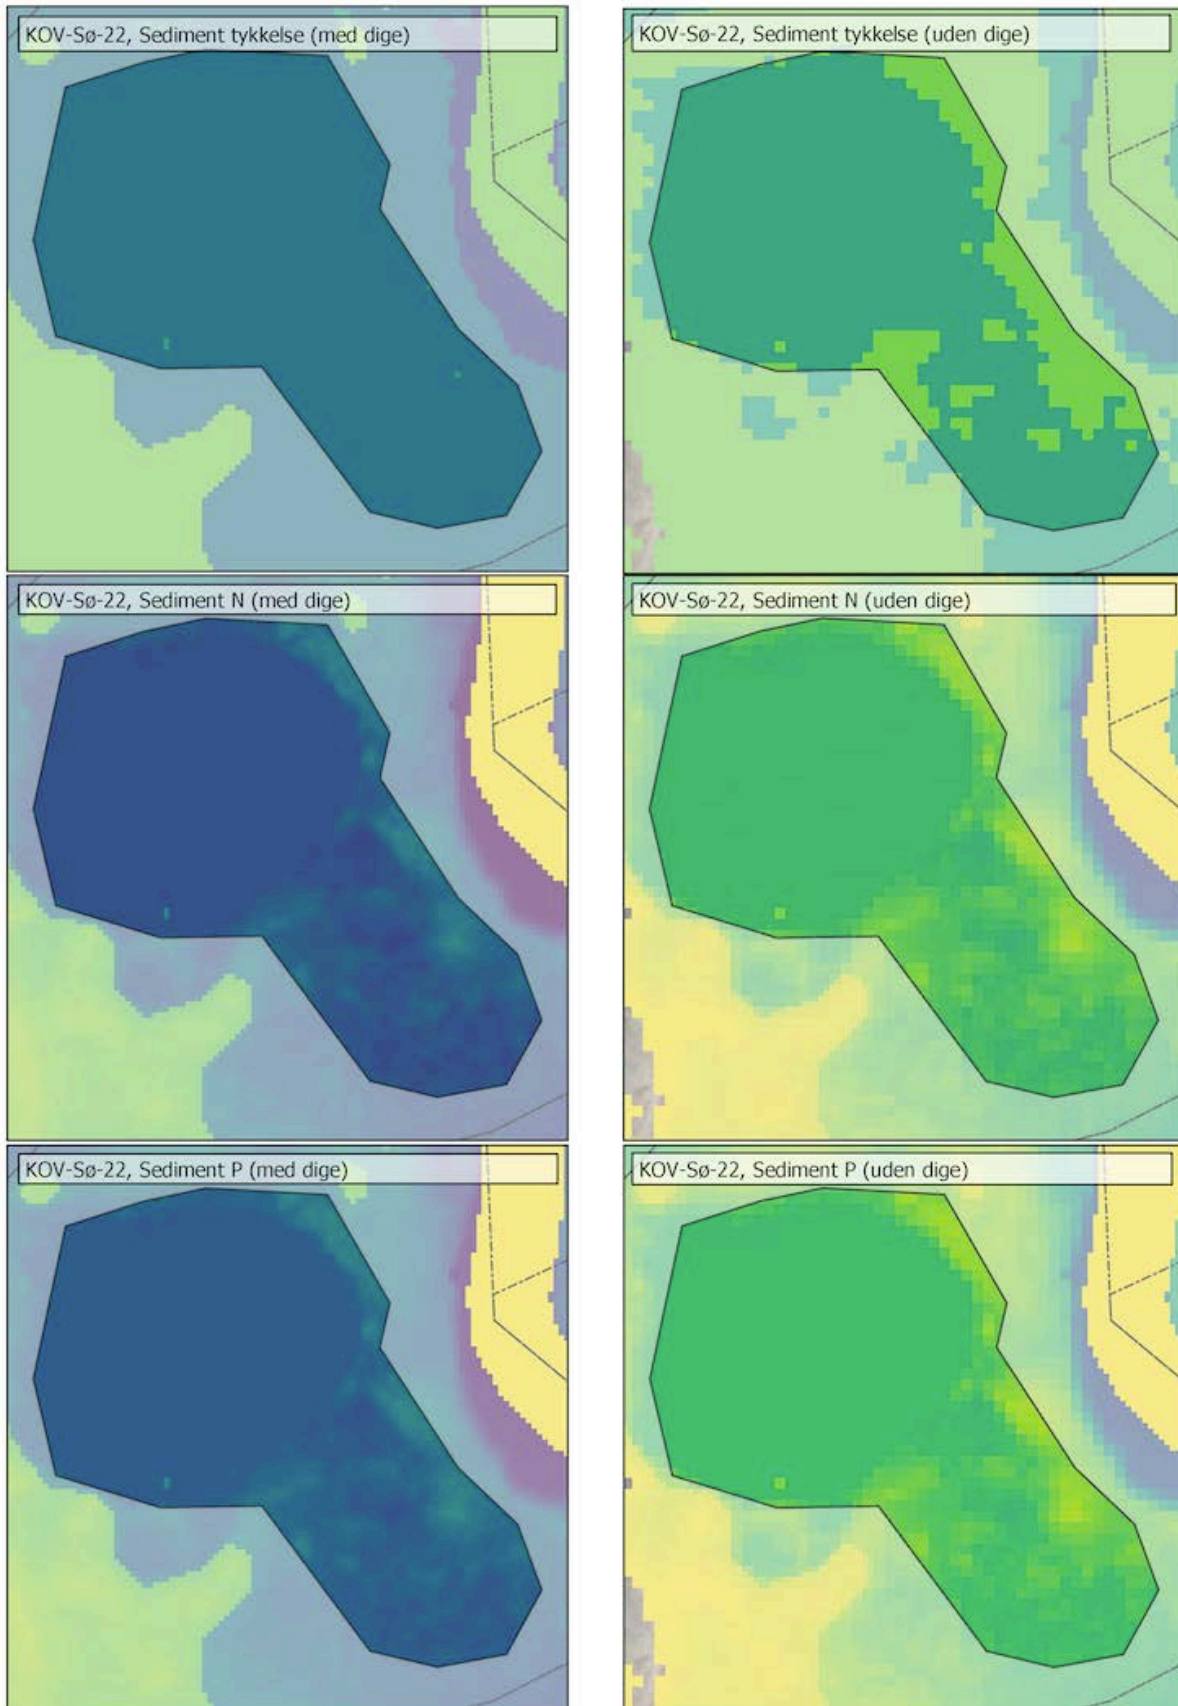 KOV-Sø-22, Sediment tykkelse (med dige)
KOV-Sø-22, Sediment tykkelse (uden dige)
KOV-Sø-22, Sediment N (med dige)
KOV-Sø-22, Sediment N (uden dige)
KOV-Sø-22, Sediment P (med dige)
KOV-Sø-22, Sediment P (uden dige)